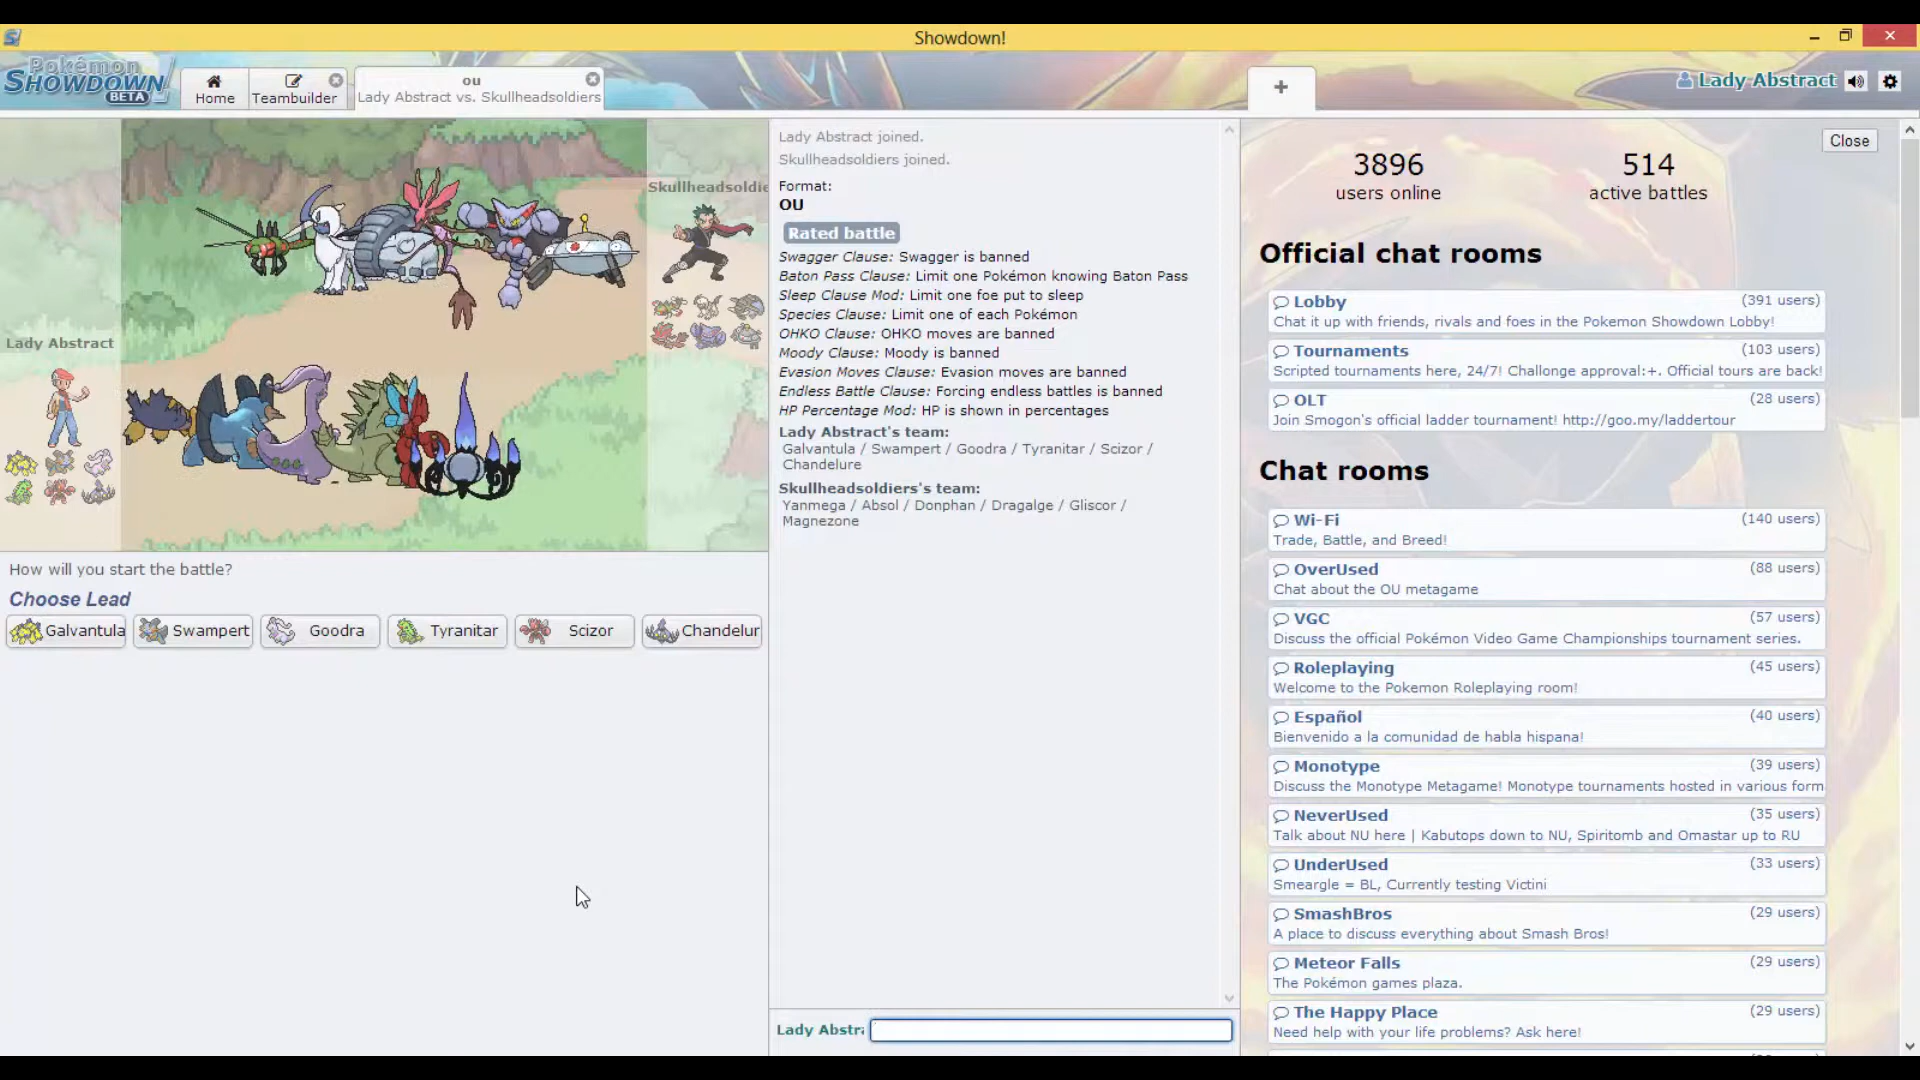 Showdown!
Pokémon
SHOWDOWN!
BETA
Home
Teambuilder
ou
Lady Abstract vs. Skullheadsoldiers
+
Lady Abstract
Skullheadsoldie
Lady Abstract
How will you start the battle?
Choose Lead
Galvantula
Swampert
Goodra
Tyranitar
Scizor
Chandelur
Lady Abstract joined.
Skullheadsoldiers joined.
Format:
OU
Rated battle
Swagger Clause: Swagger is banned
Baton Pass Clause: Limit one Pokémon knowing Baton Pass
Sleep Clause Mod: Limit one foe put to sleep
Species Clause: Limit one of each Pokémon
OHKO Clause: OHKO moves are banned
Moody Clause: Moody is banned
Evasion Moves Clause: Evasion moves are banned
Endless Battle Clause: Forcing endless battles is banned
HP Percentage Mod: HP is shown in percentages
Lady Abstract's team:
Galvantula / Swampert / Goodra / Tyranitar / Scizor /
Chandelure
Skullheadsoldiers's team:
Yanmega / Absol / Donphan / Dragalge / Gliscor /
Magnezone
Lady Abstra
Close
3896
users online
514
active battles
Official chat rooms
Lobby (391 users)
Chat it up with friends, rivals and foes in the Pokemon Showdown Lobby!
Tournaments (103 users)
Scripted tournaments here, 24/7! Challonge approval:+. Official tours are back!
OLT (28 users)
Join Smogon's official ladder tournament! http://goo.my/laddertour
Chat rooms
Wi-Fi (140 users)
Trade, Battle, and Breed!
OverUsed (88 users)
Chat about the OU metagame
VGC (57 users)
Discuss the official Pokémon Video Game Championships tournament series.
Roleplaying (45 users)
Welcome to the Pokemon Roleplaying room!
Español (40 users)
Bienvenido a la comunidad de habla hispana!
Monotype (39 users)
Discuss the Monotype Metagame! Monotype tournaments hosted in various form
NeverUsed (35 users)
Talk about NU here | Kabutops down to NU, Spiritomb and Omastar up to RU
UnderUsed (33 users)
Smeargle = BL, Currently testing Victini
SmashBros (29 users)
A place to discuss everything about Smash Bros!
Meteor Falls (29 users)
The Pokémon games plaza.
The Happy Place (29 users)
Need help with your life problems? Ask here!